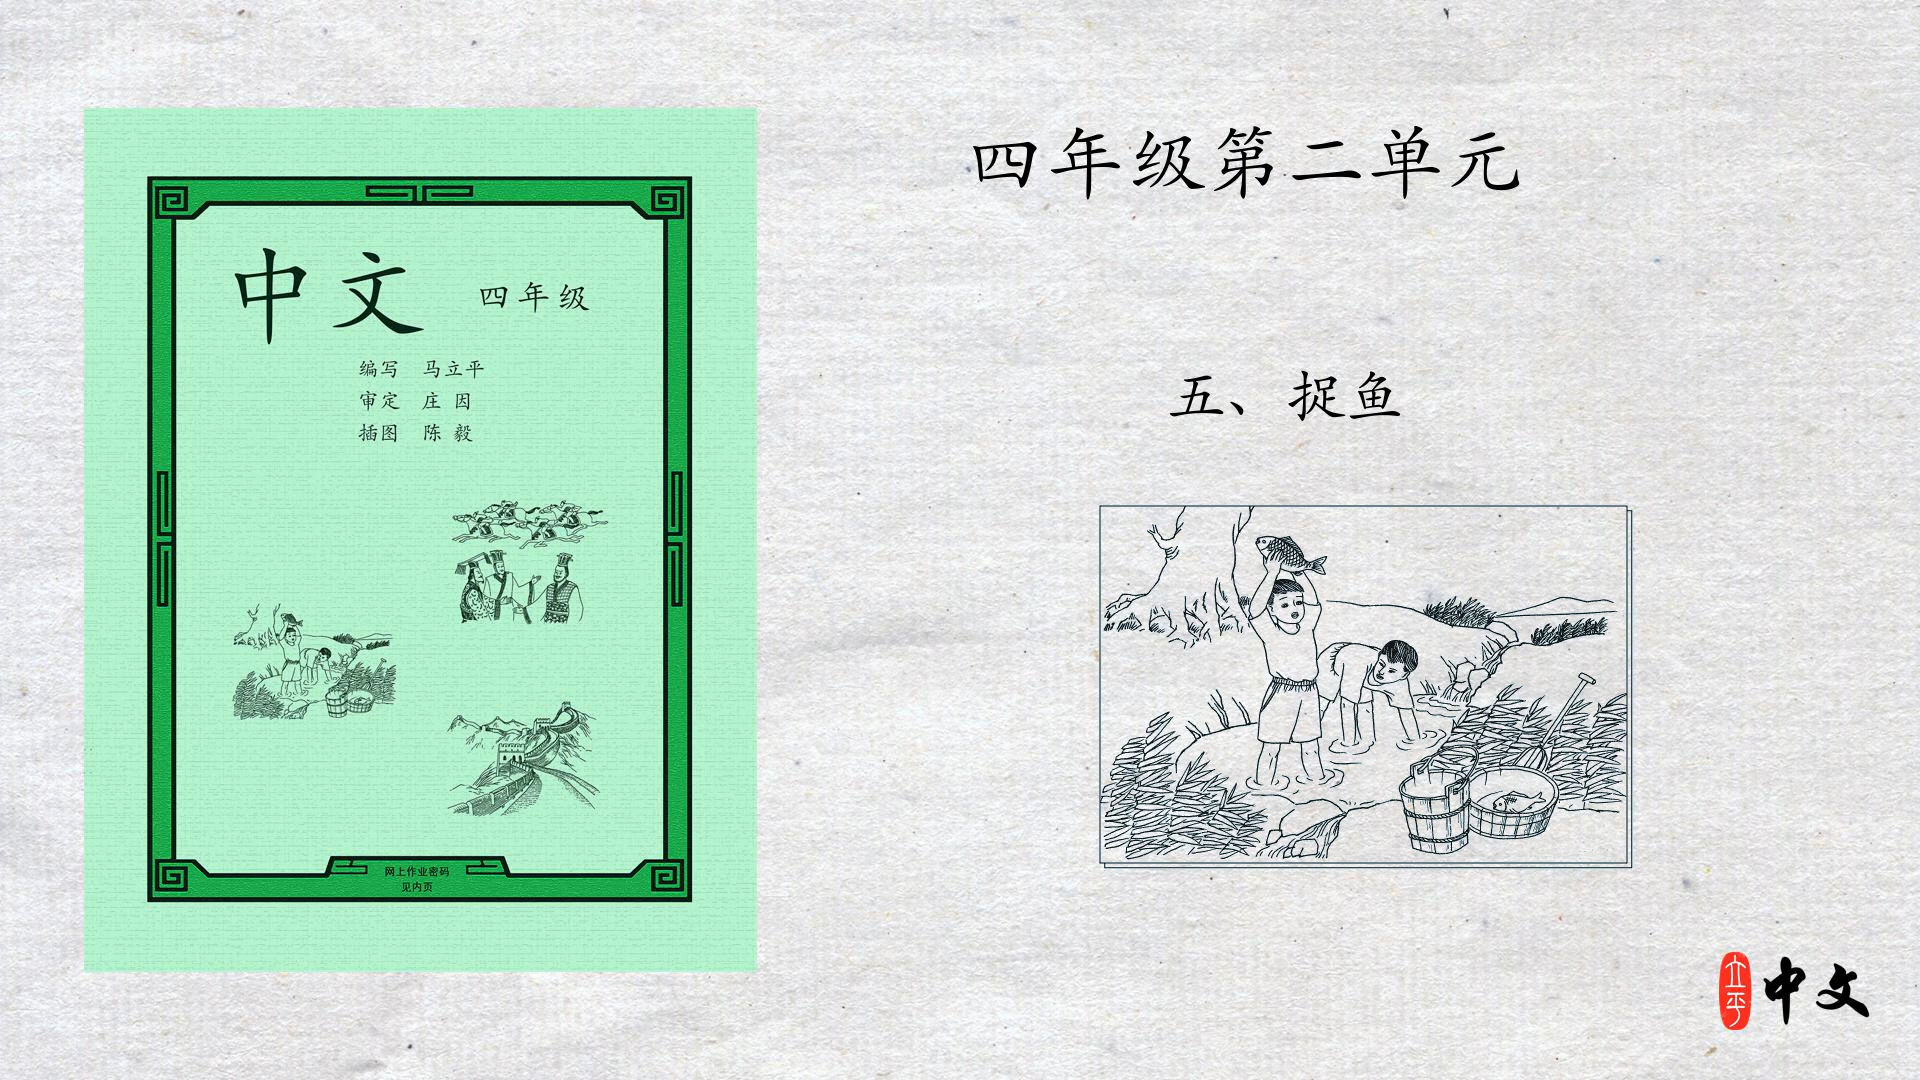 中文 四年级
编写 马立平
审定 庄因
插图 陈毅
网上作业密码
见内页
四年级第二单元
五、捉鱼
立平 中文